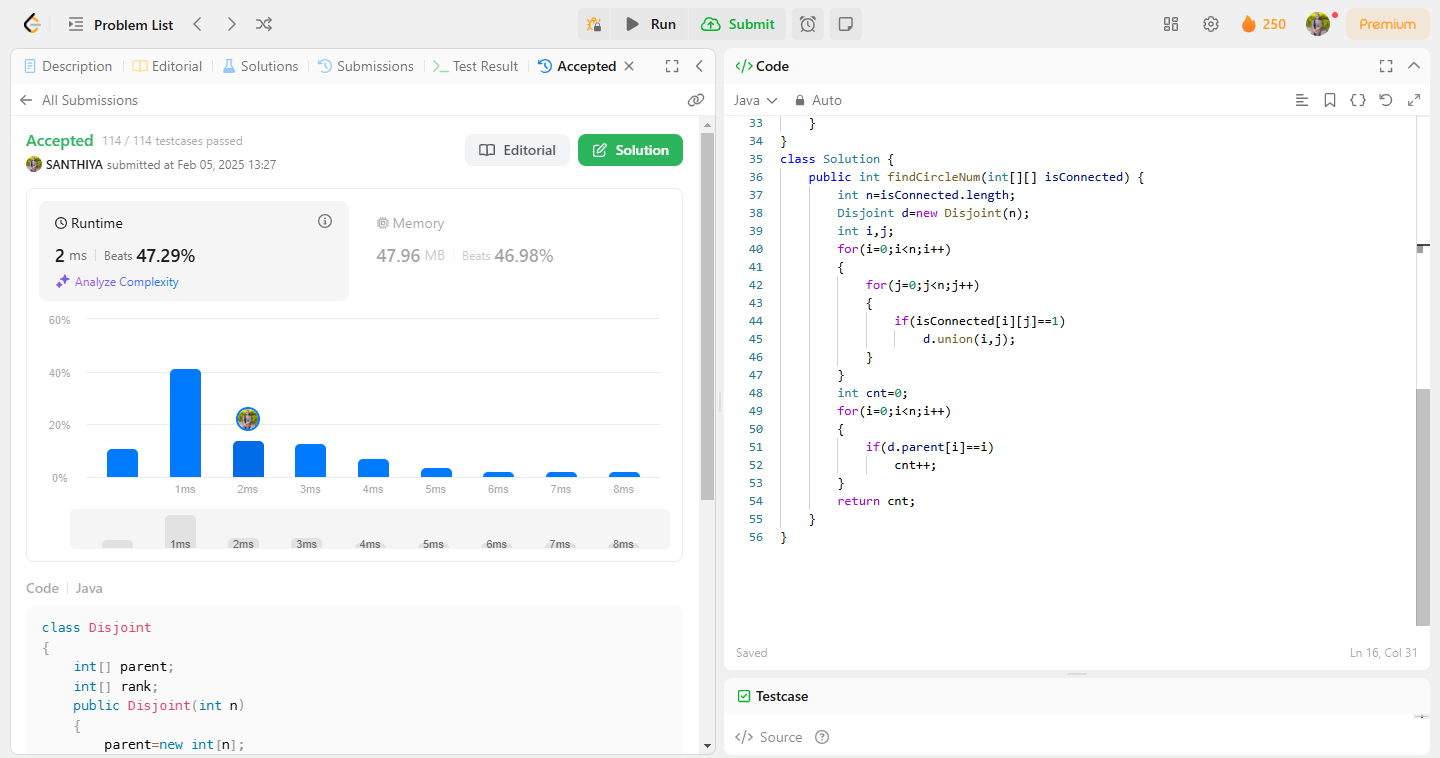 Problem List
Run
Submit
250
Premium
Description
Editorial
Solutions
Submissions
Test Result
Accepted
All Submissions
Accepted 114 / 114 testcases passed
SANTHIYA submitted at Feb 05, 2025 13:27
Editorial
Solution
Runtime
2 ms Beats 47.29%
Analyze Complexity
Memory
47.96 MB Beats 46.98%
60%
40%
20%
0%
1ms 2ms 3ms 4ms 5ms 6ms 7ms 8ms
1ms 2ms 3ms 4ms 5ms 6ms 7ms 8ms
Code Java
class Disjoint
{
int[] parent;
int[] rank;
public Disjoint(int n)
{
parent=new int[n];
</> Code
Java Auto
33 }
34 }
35 class Solution {
36 public int findCircleNum(int[][] isConnected) {
37 int n=isConnected.length;
38 Disjoint d=new Disjoint(n);
39 int i,j;
40 for(i=0;i<n;i++)
41 {
42 for(j=0;j<n;j++)
43 {
44 if(isConnected[i][j]==1)
45 d.union(i,j);
46 }
47 }
48 int cnt=0;
49 for(i=0;i<n;i++)
50 {
51 if(d.parent[i]==i)
52 cnt++;
53 }
54 return cnt;
55 }
56 }
Saved
Ln 16, Col 31
Testcase
</> Source